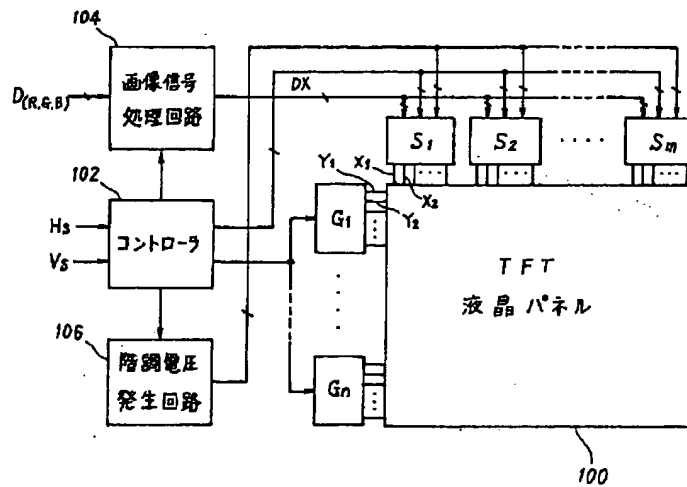 104
D(R,G,B)
画像信号
処理回路
DX
S1
S2
....
Sm
X1
X2
...
...
...
102
Hs
Vs
コントローラ
Y1
Y2
G1
TFT
液晶パネル
106
階調電圧
発生回路
Gn
100